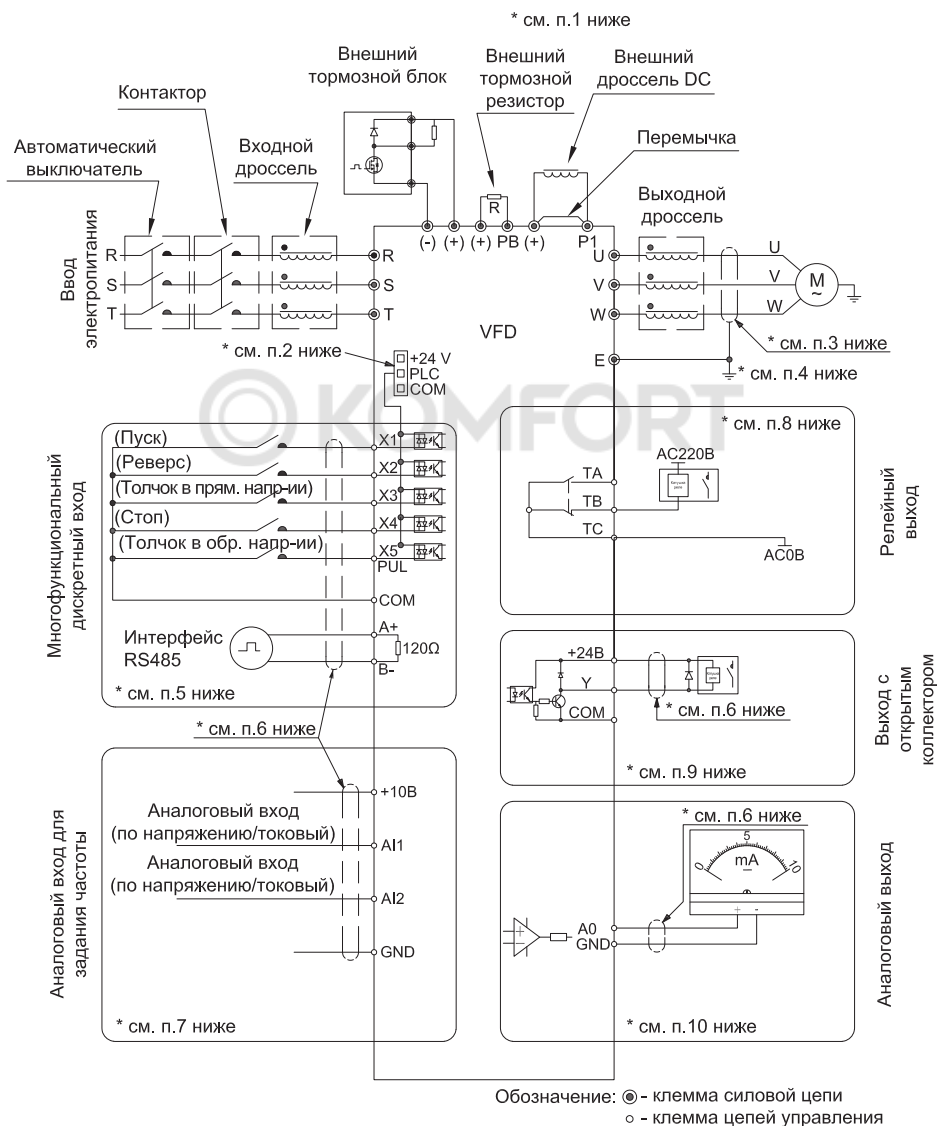 * см. п.1 ниже
Внешний
тормозной блок
Внешний
тормозной
резистор
Внешний
дроссель DC
Контактор
Перемычка
Автоматический
выключатель
Входной
дроссель
Выходной
дроссель
R
(-) (+) (+) PB (+) P1
Ввод
электропитания
R
S
T
R
S
T
U
V
W
U
V
W
M
~
VFD
* см. п.2 ниже
* см. п.3 ниже
E
* см. п.4 ниже
+24 V
PLC
COM
KOMFORT
Многофункциональный
дискретный вход
(Пуск)
X1
(Реверс)
X2
(Толчок в прям. напр-ии)
X3
(Стоп)
X4
(Толчок в обр. напр-ии)
X5
PUL
COM
A+
Интерфейс
RS485
120Ω
B-
* см. п.5 ниже
* см. п.6 ниже
Аналоговый вход для
задания частоты
+10В
Аналоговый вход
(по напряжению/токовый)
AI1
Аналоговый вход
(по напряжению/токовый)
AI2
GND
* см. п.7 ниже
* см. п.8 ниже
AC220В
TA
TB
TC
Катушка
реле
AC0В
Релейный
выход
+24В
Y
COM
Катушка
реле
* см. п.6 ниже
* см. п.9 ниже
Выход с
открытым
коллектором
* см. п.6 ниже
0
5
10
mA
+ -
A0
GND
* см. п.10 ниже
Аналоговый выход
Обозначение: - клемма силовой цепи
- клемма цепей управления